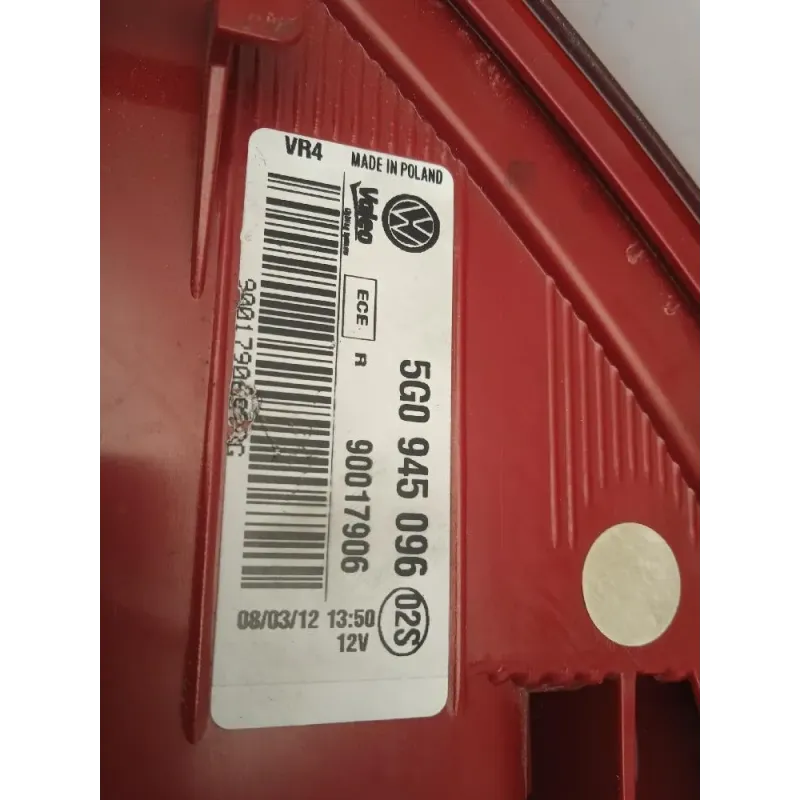 VR4 MADE IN POLAND
Valeo
ECE
R
5G0 945 096 02S
90017906
08/03/12 13:50
12V